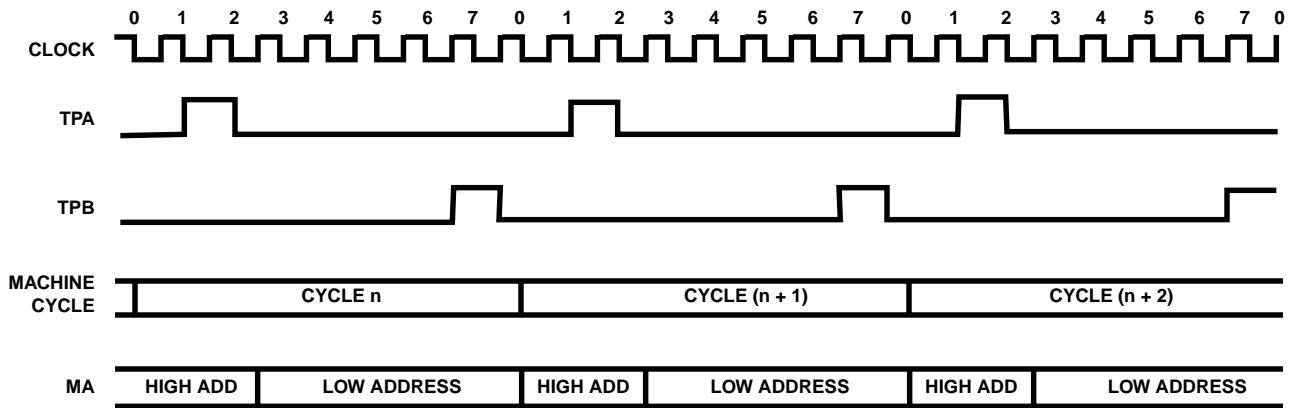 0 1 2 3 4 5 6 7 0 1 2 3 4 5 6 7 0 1 2 3 4 5 6 7 0
CLOCK
TPA
TPB
MACHINE
CYCLE
CYCLE n CYCLE (n + 1) CYCLE (n + 2)
MA HIGH ADD LOW ADDRESS HIGH ADD LOW ADDRESS HIGH ADD LOW ADDRESS